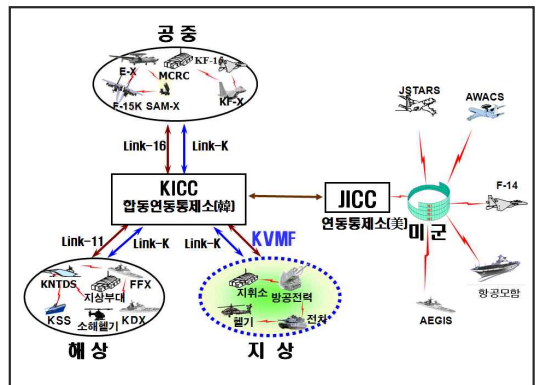 공 중
E-X
MCRC
KF-16
F-15K
SAM-X
KF-X
Link-16
Link-K
KICC
합동연동통제소(韓)
JICC
연동통제소(美)
JSTARS
AWACS
F-14
미 군
항공모함
AEGIS
Link-11
Link-K
Link-K
KVMF
KNTDS
FFX
지상부대
KSS
소해헬기
KDX
해 상
지휘소
방공전력
헬기
전차
지 상